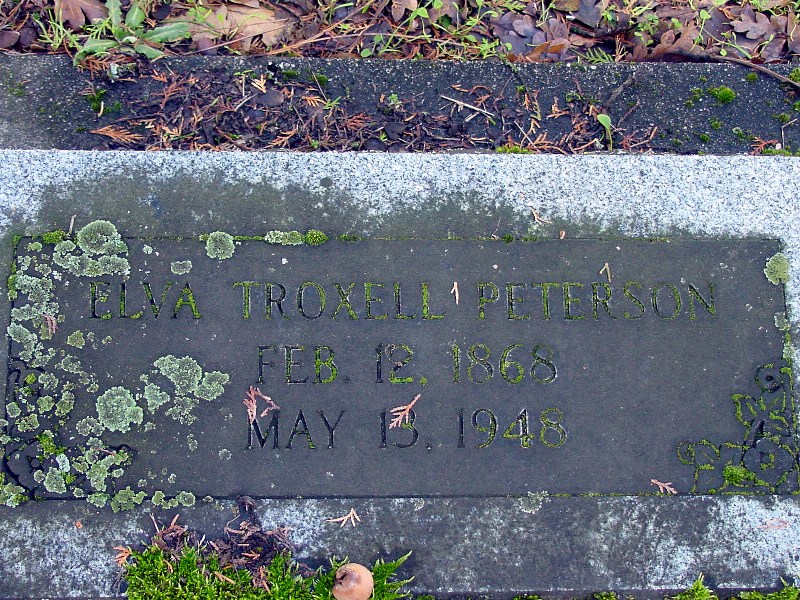 ELVA TROXELL PETERSON
FEB. 12, 1868
MAY 13, 1948